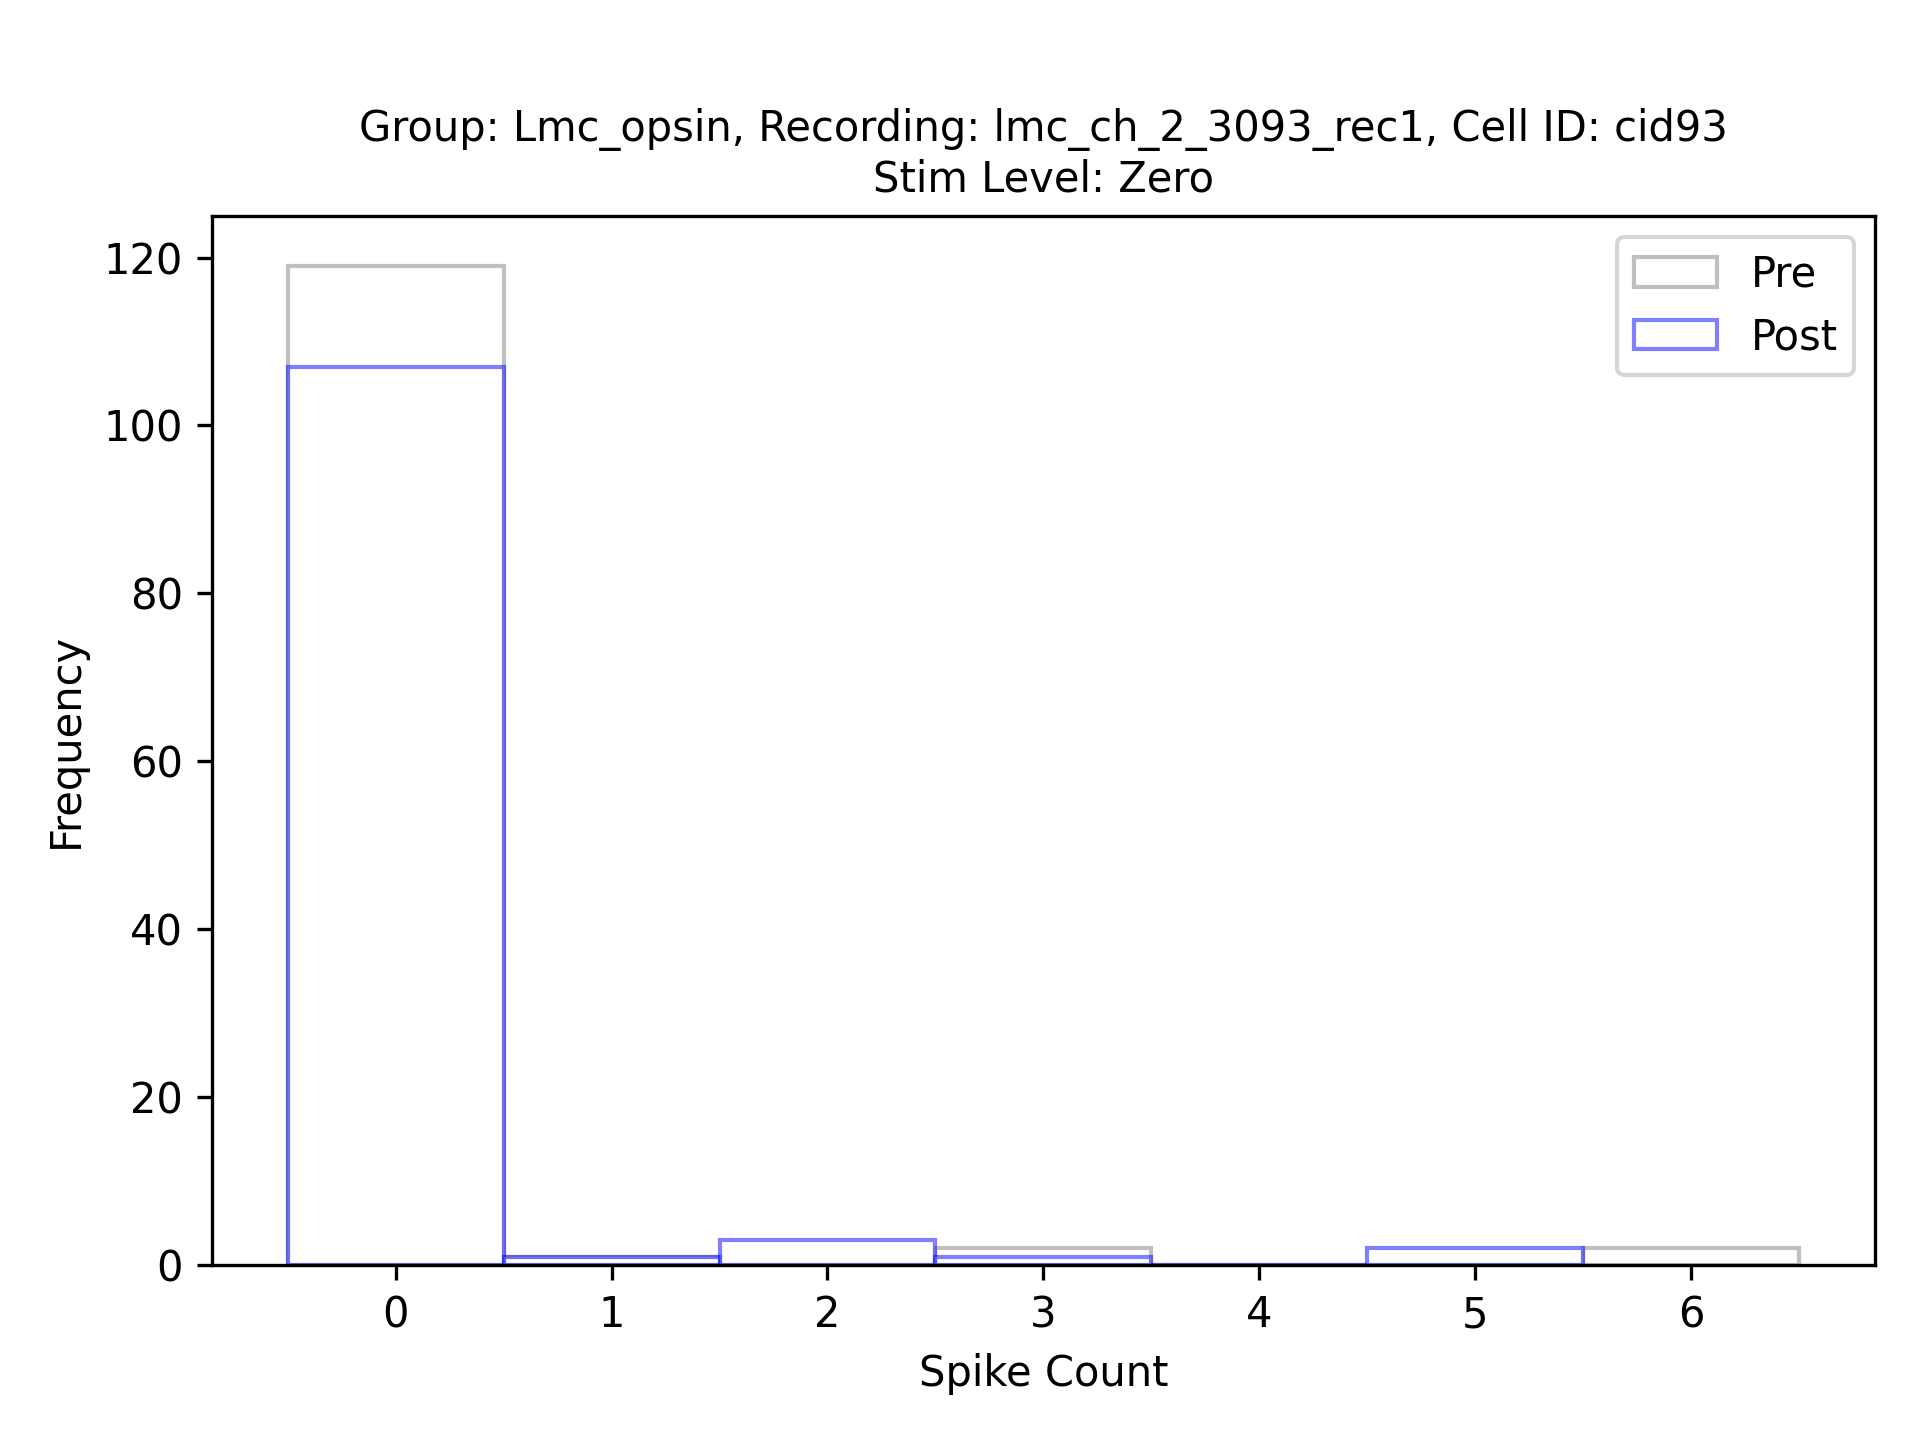 Group: Lmc_opsin, Recording: lmc_ch_2_3093_rec1, Cell ID: cid93
Stim Level: Zero
Pre
Post
120
100
80
60
40
20
0
Frequency
0 1 2 3 4 5 6
Spike Count